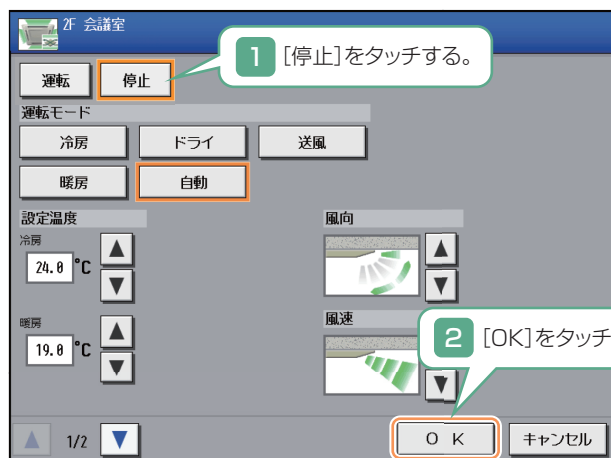 2F 会議室
1 [停止]をタッチする。
運転 停止
運転モード
冷房 ドライ 送風
暖房 自動
設定温度 風向
冷房
24.0 °C
暖房 風速
19.0 °C
2 [OK]をタッチ
1/2 O K キャンセル